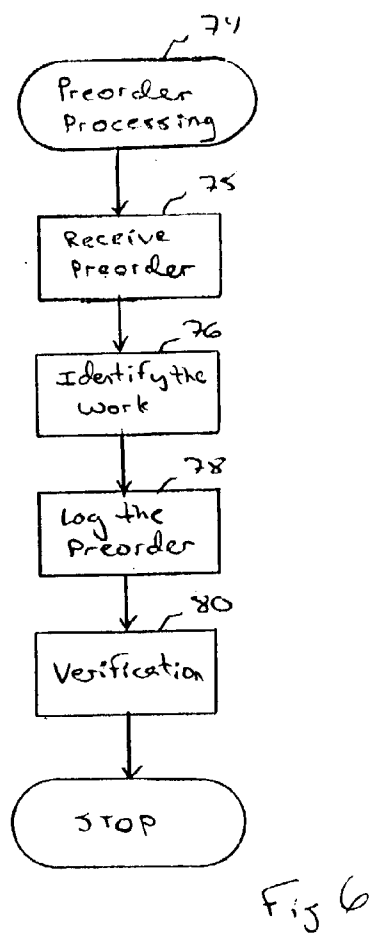 74
Preorder
Processing
75
Receive
Preorder
76
Identify the
Work
78
Log the
Preorder
80
Verification
STOP
Fig 6